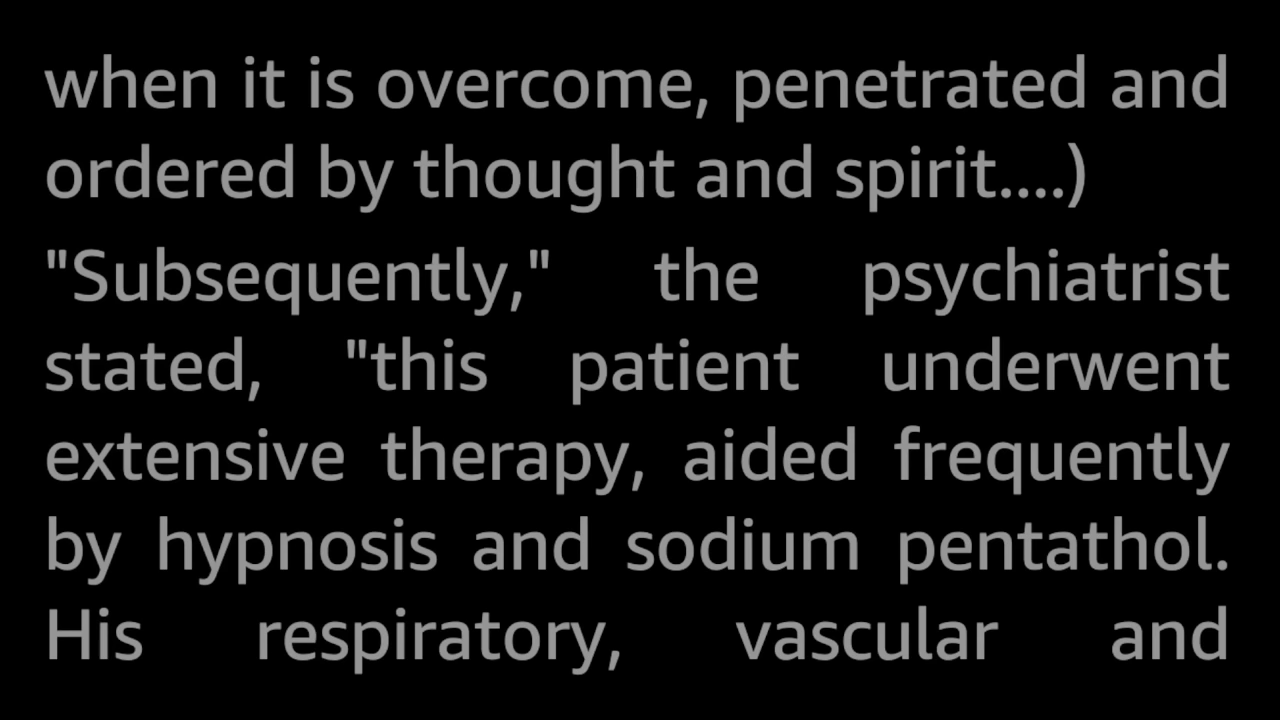 when it is overcome, penetrated and
ordered by thought and spirit....)
"Subsequently," the psychiatrist
stated, "this patient underwent
extensive therapy, aided frequently
by hypnosis and sodium pentathol.
His respiratory, vascular and